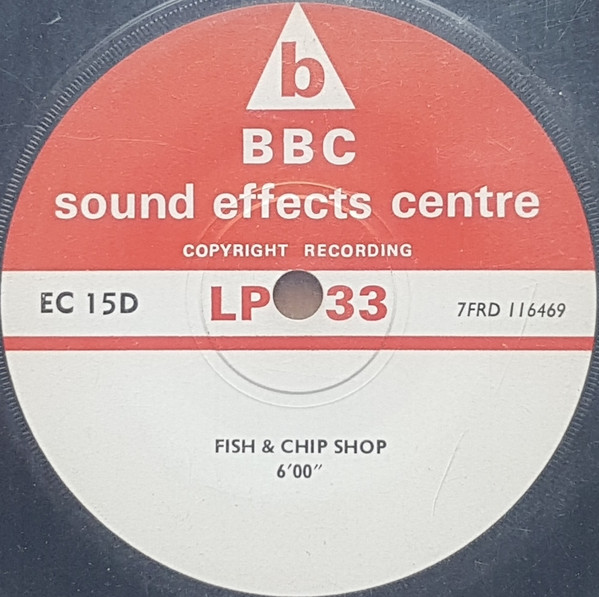 b
BBC
sound effects centre
COPYRIGHT RECORDING
EC 15D LP 33 7FRD 116469
FISH & CHIP SHOP
6'00"